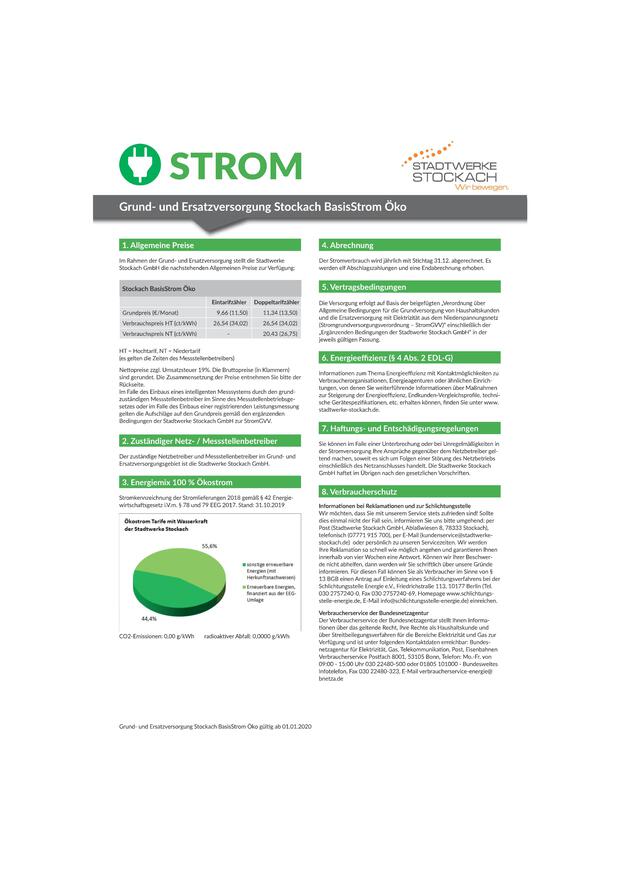 STROM
STADTWERKE
STOCKACH
Wir bewegen.
Grund- und Ersatzversorgung Stockach BasisStrom Öko
1. Allgemeine Preise
Im Rahmen der Grund- und Ersatzversorgung stellt die Stadtwerke
Stockach GmbH die nachstehenden Allgemeinen Preise zur Verfügung:
Stockach BasisStrom Öko
Eintarifzähler Doppeltarifzähler
Grundpreis (€/Monat) 9,66 (11,50) 11,34 (13,50)
Verbrauchspreis HT (ct/kWh) 26,54 (34,02) 26,54 (34,02)
Verbrauchspreis NT (ct/kWh) - 20,43 (26,75)
HT = Hochtarif, NT = Niedertarif
(es gelten die Zeiten des Messstellenbetreibers)
Nettopreise zzgl. Umsatzsteuer 19%. Die Bruttopreise (in Klammern)
sind gerundet. Die Zusammensetzung der Preise entnehmen Sie bitte der
Rückseite.
Im Falle des Einbaus eines intelligenten Messsystems durch den grund-
zuständigen Messstellenbetreiber im Sinne des Messstellenbetriebsge-
setzes oder im Falle des Einbaus einer registrierenden Leistungsmessung
gelten die Aufschläge auf den Grundpreis gemäß den ergänzenden
Bedingungen der Stadtwerke Stockach GmbH zur StromGVV.
2. Zuständiger Netz- / Messstellenbetreiber
Der zuständige Netzbetreiber und Messstellenbetreiber im Grund- und
Ersatzversorgungsgebiet ist die Stadtwerke Stockach GmbH.
3. Energiemix 100 % Ökostrom
Stromkennzeichnung der Stromlieferungen 2018 gemäß § 42 Energie-
wirtschaftsgesetz i.V.m. § 78 und 79 EEG 2017. Stand: 31.10.2019
Ökostrom Tarife mit Wasserkraft
der Stadtwerke Stockach
55,6%
44,4%
sonstige erneuerbare
Energien (mit
Herkunftsnachweisen)
Erneuerbare Energien,
finanziert aus der EEG-
Umlage
CO2-Emissionen: 0,00 g/kWh radioaktiver Abfall: 0,0000 g/kWh
4. Abrechnung
Der Stromverbrauch wird jährlich mit Stichtag 31.12. abgerechnet. Es
werden elf Abschlagszahlungen und eine Endabrechnung erhoben.
5. Vertragsbedingungen
Die Versorgung erfolgt auf Basis der beigefügten „Verordnung über
Allgemeine Bedingungen für die Grundversorgung von Haushaltskunden
und die Ersatzversorgung mit Elektrizität aus dem Niederspannungsnetz
(Stromgrundversorgungsverordnung – StromGVV)“ einschließlich der
„Ergänzenden Bedingungen der Stadtwerke Stockach GmbH“ in der
jeweils gültigen Fassung.
6. Energieeffizienz (§ 4 Abs. 2 EDL-G)
Informationen zum Thema Energieeffizienz mit Kontaktmöglichkeiten zu
Verbraucherorganisationen, Energieagenturen oder ähnlichen Einrich-
tungen, von denen Sie weiterführende Informationen über Maßnahmen
zur Steigerung der Energieeffizienz, Endkunden-Vergleichsprofile, techni-
sche Gerätespezifikationen, etc. erhalten können, finden Sie unter www.
stadtwerke-stockach.de.
7. Haftungs- und Entschädigungsregelungen
Sie können im Falle einer Unterbrechung oder bei Unregelmäßigkeiten in
der Stromversorgung Ihre Ansprüche gegenüber dem Netzbetreiber gel-
tend machen, soweit es sich um Folgen einer Störung des Netzbetriebs
einschließlich des Netzanschlusses handelt. Die Stadtwerke Stockach
GmbH haftet im Übrigen nach den gesetzlichen Vorschriften.
8. Verbraucherschutz
Informationen bei Reklamationen und zur Schlichtungsstelle
Wir möchten, dass Sie mit unserem Service stets zufrieden sind! Sollte
dies einmal nicht der Fall sein, informieren Sie uns bitte umgehend: per
Post (Stadtwerke Stockach GmbH, Ablaßwiesen 8, 78333 Stockach),
telefonisch (07771 915 700), per E-Mail (kundenservice@stadtwerke-
stockach.de) oder persönlich zu unseren Servicezeiten. Wir werden
Ihre Reklamation so schnell wie möglich angehen und garantieren Ihnen
innerhalb von vier Wochen eine Antwort. Können wir Ihrer Beschwer-
de nicht abhelfen, dann werden wir Sie schriftlich über unsere Gründe
informieren. Für diesen Fall können Sie als Verbraucher im Sinne von §
13 BGB einen Antrag auf Einleitung eines Schlichtungsverfahrens bei der
Schlichtungsstelle Energie e.V., Friedrichstraße 113, 10177 Berlin (Tel.
030 2757240-0, Fax 030 2757240-69, Homepage www.schlichtungs-
stelle-energie.de, E-Mail info@schlichtungsstelle-energie.de) einreichen.
Verbraucherservice der Bundesnetzagentur
Der Verbraucherservice der Bundesnetzagentur stellt Ihnen Informa-
tionen über das geltende Recht, Ihre Rechte als Haushaltskunde und
über Streitbeilegungsverfahren für die Bereiche Elektrizität und Gas zur
Verfügung und ist unter folgenden Kontaktdaten erreichbar: Bundes-
netzagentur für Elektrizität, Gas, Telekommunikation, Post, Eisenbahnen
Verbraucherservice Postfach 8001, 53105 Bonn, Telefon: Mo.-Fr. von
09:00 - 15:00 Uhr 030 22480-500 oder 01805 101000 - Bundesweites
Infotelefon, Fax 030 22480-323, E-Mail verbraucherservice-energie@
bnetza.de
Grund- und Ersatzversorgung Stockach BasisStrom Öko gültig ab 01.01.2020